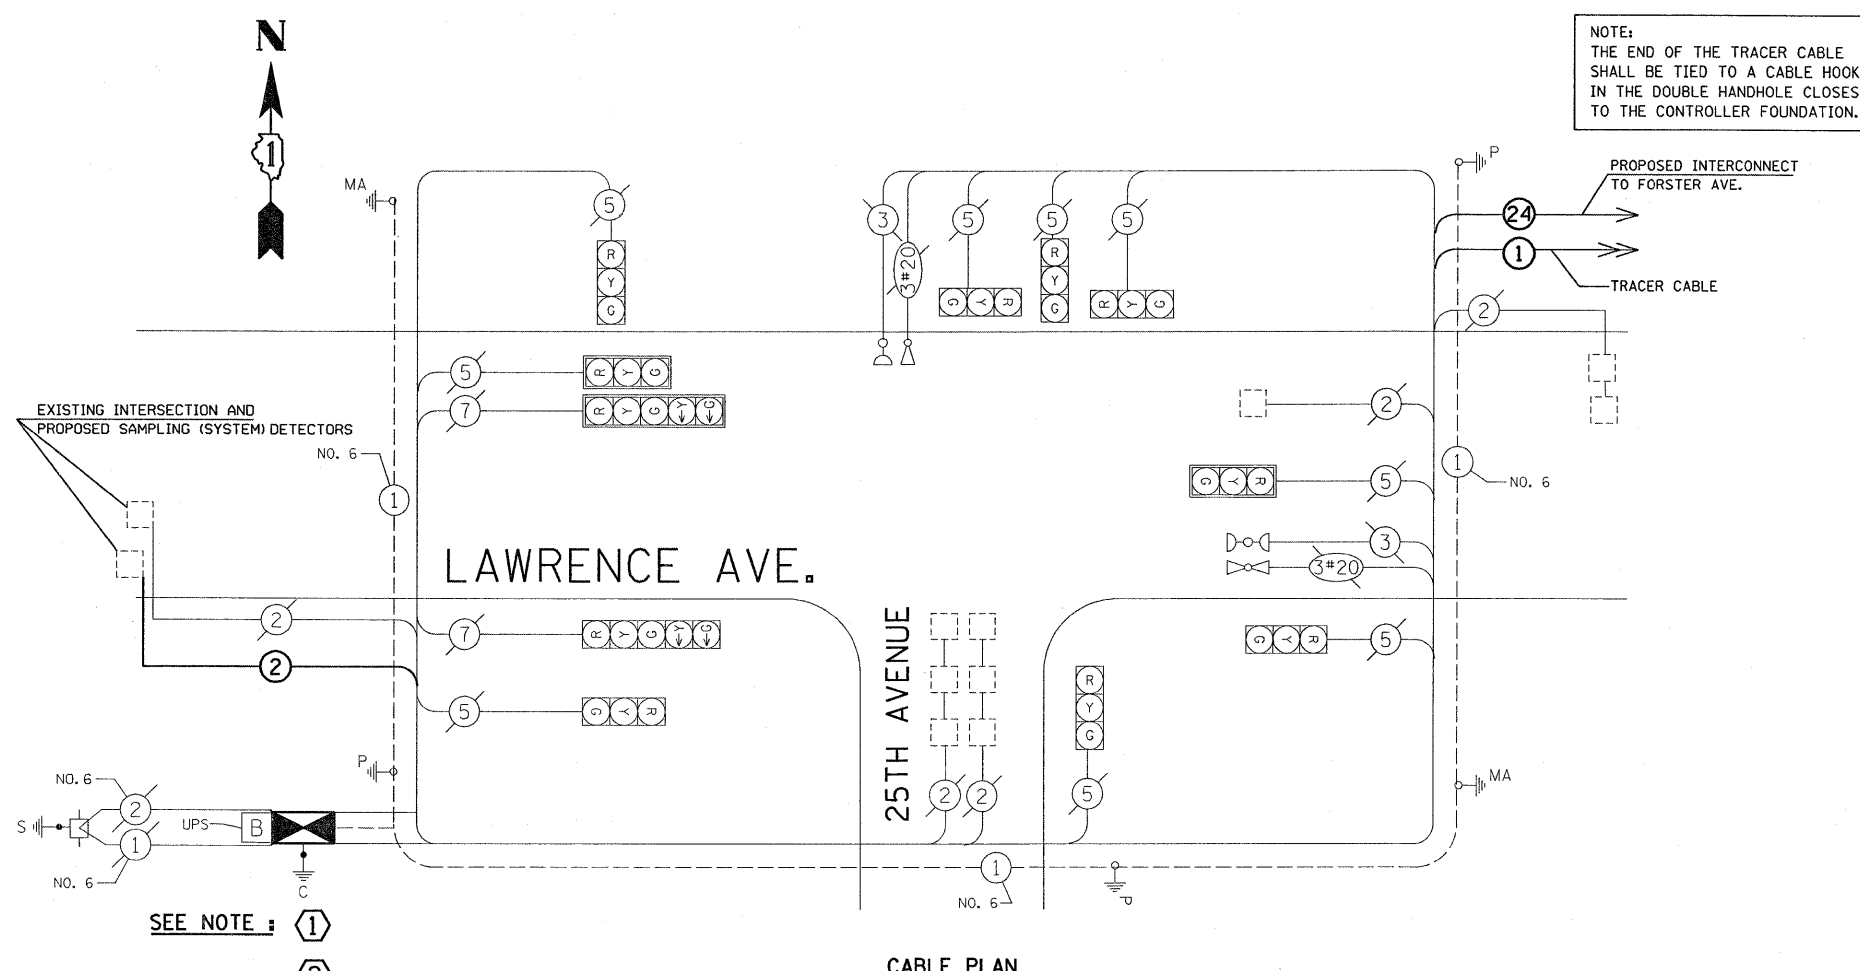 N
1
NOTE:
THE END OF THE TRACER CABLE
SHALL BE TIED TO A CABLE HOOK
IN THE DOUBLE HANDHOLE CLOSES
TO THE CONTROLLER FOUNDATION.
MA
P
PROPOSED INTERCONNECT
TO FORSTER AVE.
24
1
TRACER CABLE
5
R
Y
G
3
3#20
5
G Y R
5
R
Y
G
5
R Y G
2
5
R Y G
7
R Y G ←Y ←G
EXISTING INTERSECTION AND
PROPOSED SAMPLING (SYSTEM) DETECTORS
NO. 6
1
2
G Y R
5
1
NO. 6
3
3#20
LAWRENCE AVE.
2
7
R Y G ←Y ←G
2
5
G Y R
25TH AVENUE
G Y R
5
R
Y
G
P
NO. 6
2
S
UPS
B
1
NO. 6
C
2
2
5
MA
1
NO. 6
P
SEE NOTE :
1
CABLE PLAN